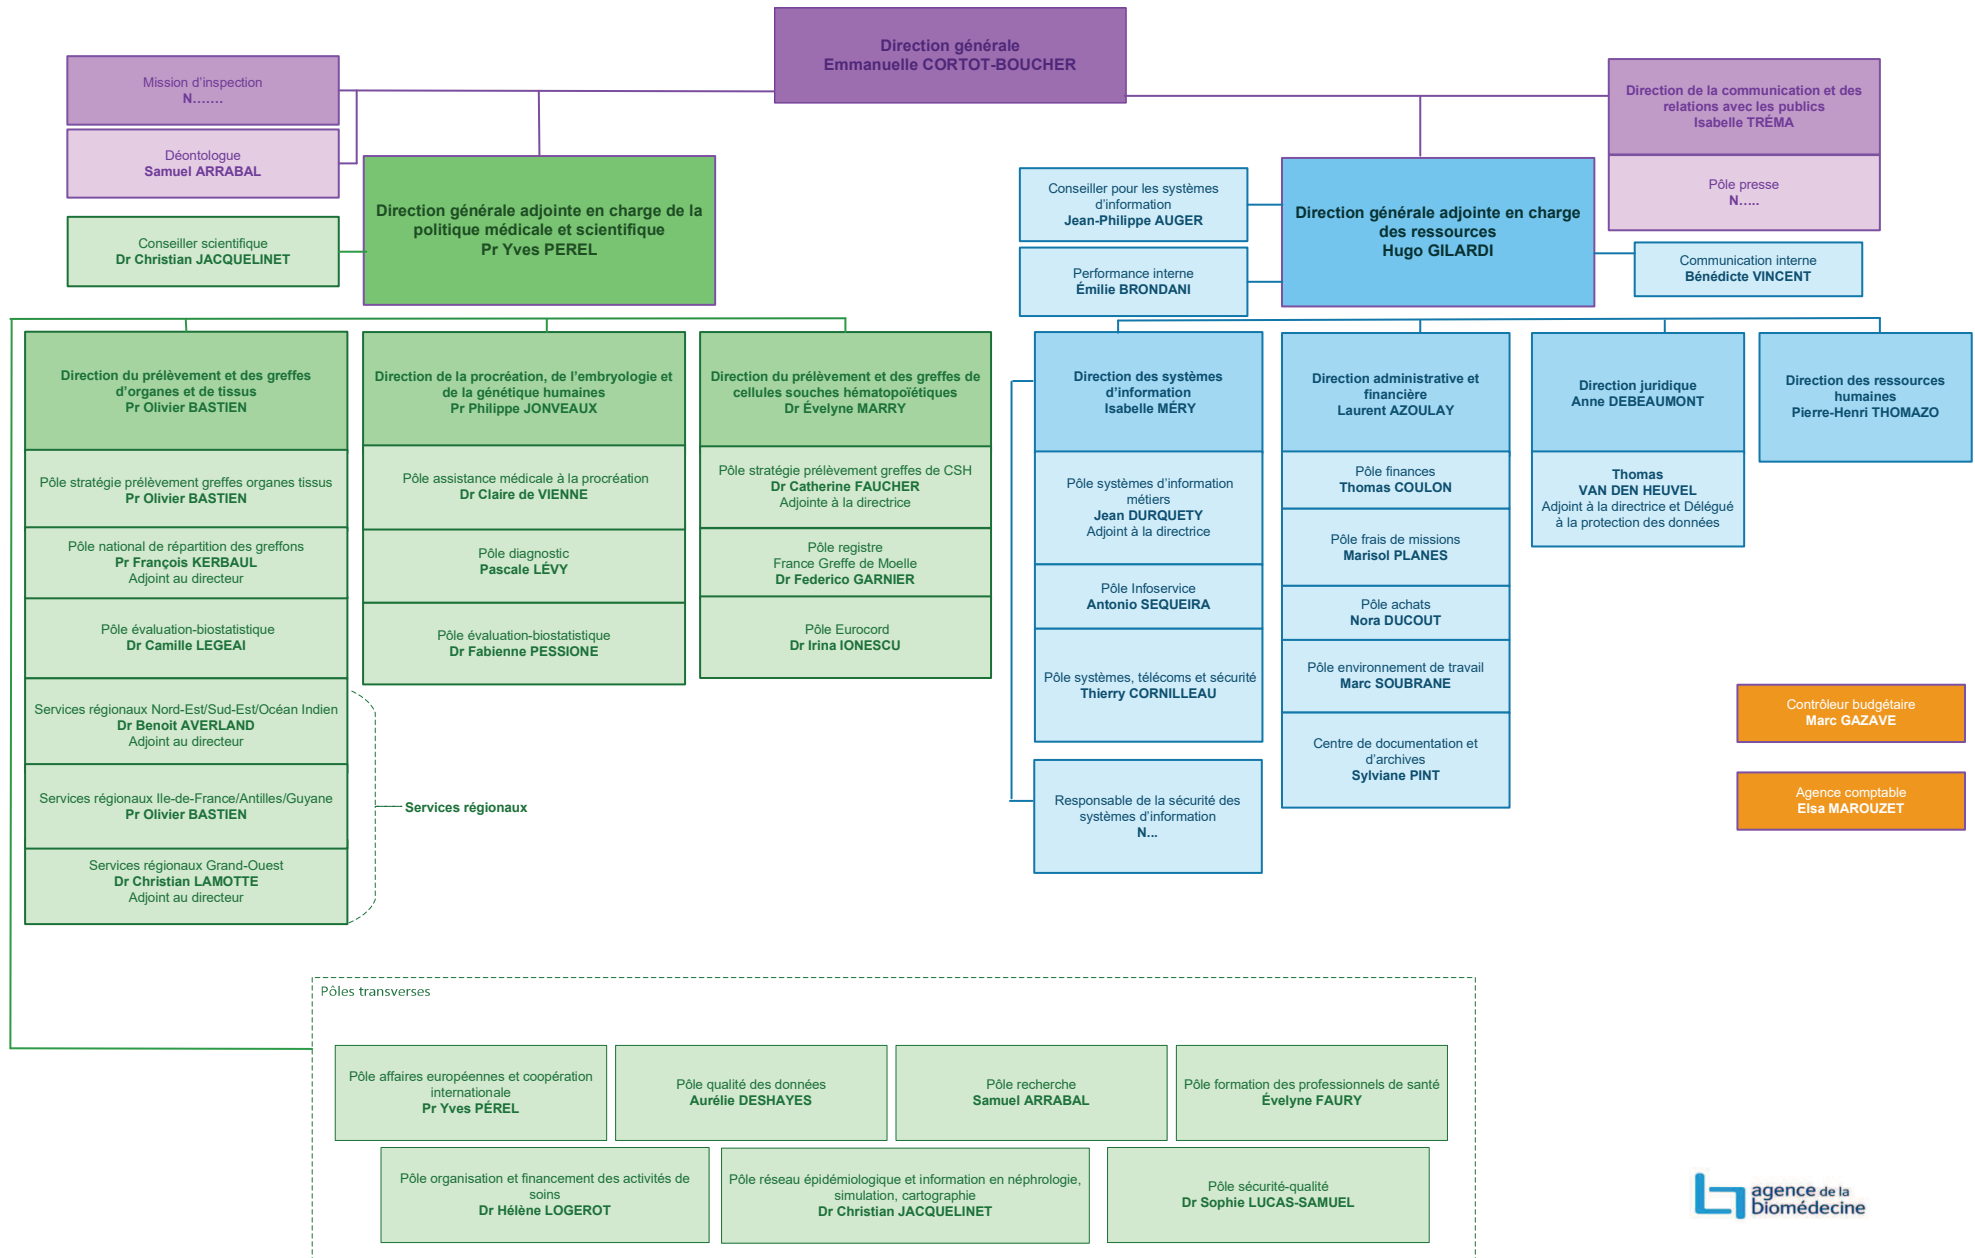 Direction générale
Emmanuelle CORTOT-BOUCHER
Mission d'inspection
N.......
Déontologue
Samuel ARRABAL
Direction de la communication et des
relations avec les publics
Isabelle TRÉMA
Pôle presse
N.....
Direction générale adjointe en charge de la
politique médicale et scientifique
Pr Yves PEREL
Conseiller scientifique
Dr Christian JACQUELINET
Conseiller pour les systèmes
d'information
Jean-Philippe AUGER
Performance interne
Émilie BRONDANI
Direction générale adjointe en charge
des ressources
Hugo GILARDI
Communication interne
Bénédicte VINCENT
Direction du prélèvement et des greffes
d'organes et de tissus
Pr Olivier BASTIEN
Pôle stratégie prélèvement greffes organes tissus
Pr Olivier BASTIEN
Pôle national de répartition des greffons
Pr François KERBAUL
Adjoint au directeur
Pôle évaluation-biostatistique
Dr Camille LEGEAI
Services régionaux Nord-Est/Sud-Est/Océan Indien
Dr Benoit AVERLAND
Adjoint au directeur
Services régionaux Ile-de-France/Antilles/Guyane
Pr Olivier BASTIEN
Services régionaux Grand-Ouest
Dr Christian LAMOTTE
Adjoint au directeur
Services régionaux
Direction de la procréation, de l'embryologie et
de la génétique humaines
Pr Philippe JONVEAUX
Pôle assistance médicale à la procréation
Dr Claire de VIENNE
Pôle diagnostic
Pascale LÉVY
Pôle évaluation-biostatistique
Dr Fabienne PESSIONE
Direction du prélèvement et des greffes de
cellules souches hématopoïétiques
Dr Évelyne MARRY
Pôle stratégie prélèvement greffes de CSH
Dr Catherine FAUCHER
Adjointe à la directrice
Pôle registre
France Greffe de Moelle
Dr Federico GARNIER
Pôle Eurocord
Dr Irina IONESCU
Direction des systèmes
d'information
Isabelle MÉRY
Pôle systèmes d'information
métiers
Jean DURQUETY
Adjoint à la directrice
Pôle Infoservice
Antonio SEQUEIRA
Pôle systèmes, télécoms et sécurité
Thierry CORNILLEAU
Responsable de la sécurité des
systèmes d'information
N...
Direction administrative et
financière
Laurent AZOULAY
Pôle finances
Thomas COULON
Pôle frais de missions
Marisol PLANES
Pôle achats
Nora DUCOUT
Pôle environnement de travail
Marc SOUBRANE
Centre de documentation et
d'archives
Sylviane PINT
Direction juridique
Anne DEBEAUMONT
Thomas
VAN DEN HEUVEL
Adjoint à la directrice et Délégué
à la protection des données
Direction des ressources
humaines
Pierre-Henri THOMAZO
Contrôleur budgétaire
Marc GAZAVE
Agence comptable
Elsa MAROUZET
Pôles transverses
Pôle affaires européennes et coopération
internationale
Pr Yves PÉREL
Pôle qualité des données
Aurélie DESHAYES
Pôle recherche
Samuel ARRABAL
Pôle formation des professionnels de santé
Évelyne FAURY
Pôle organisation et financement des activités de
soins
Dr Hélène LOGEROT
Pôle réseau épidémiologique et information en néphrologie,
simulation, cartographie
Dr Christian JACQUELINET
Pôle sécurité-qualité
Dr Sophie LUCAS-SAMUEL
agence de la
biomédecine